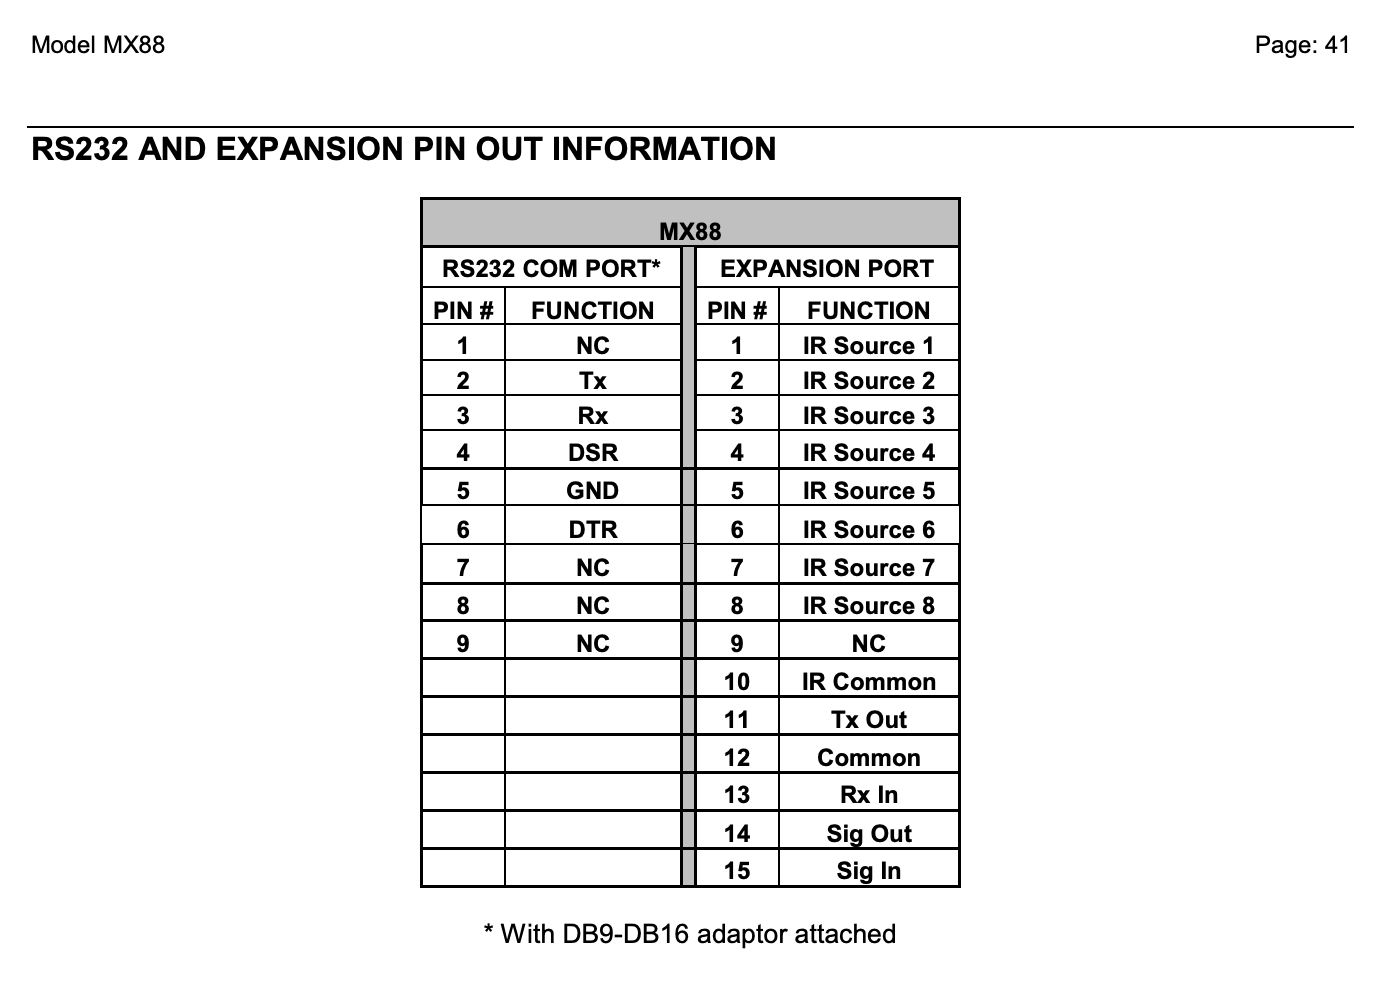 Model MX88 Page: 41
RS232 AND EXPANSION PIN OUT INFORMATION
MX88
RS232 COM PORT* EXPANSION PORT
PIN # FUNCTION PIN # FUNCTION
1 NC 1 IR Source 1
2 Tx 2 IR Source 2
3 Rx 3 IR Source 3
4 DSR 4 IR Source 4
5 GND 5 IR Source 5
6 DTR 6 IR Source 6
7 NC 7 IR Source 7
8 NC 8 IR Source 8
9 NC 9 NC
10 IR Common
11 Tx Out
12 Common
13 Rx In
14 Sig Out
15 Sig In
* With DB9-DB16 adaptor attached